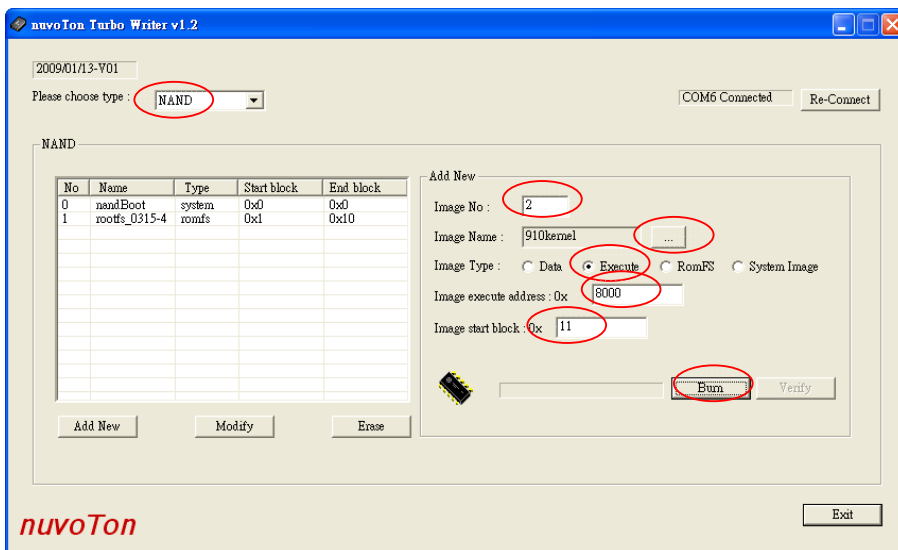 nuvoTon Turbo Writer v1.2
2009/01/13-V01
Please choose type : NAND
COM6 Connected Re-Connect
NAND
No Name Type Start block End block
0 nandBoot system 0x0 0x0
1 rootfs_0315-4 romfs 0x1 0x10
Add New Modify Erase
Add New
Image No : 2
Image Name : 910kernel ...
Image Type : Data Execute RomFS System Image
Image execute address : 0x 8000
Image start block : 0x 11
Burn Verify
nuvoTon
Exit